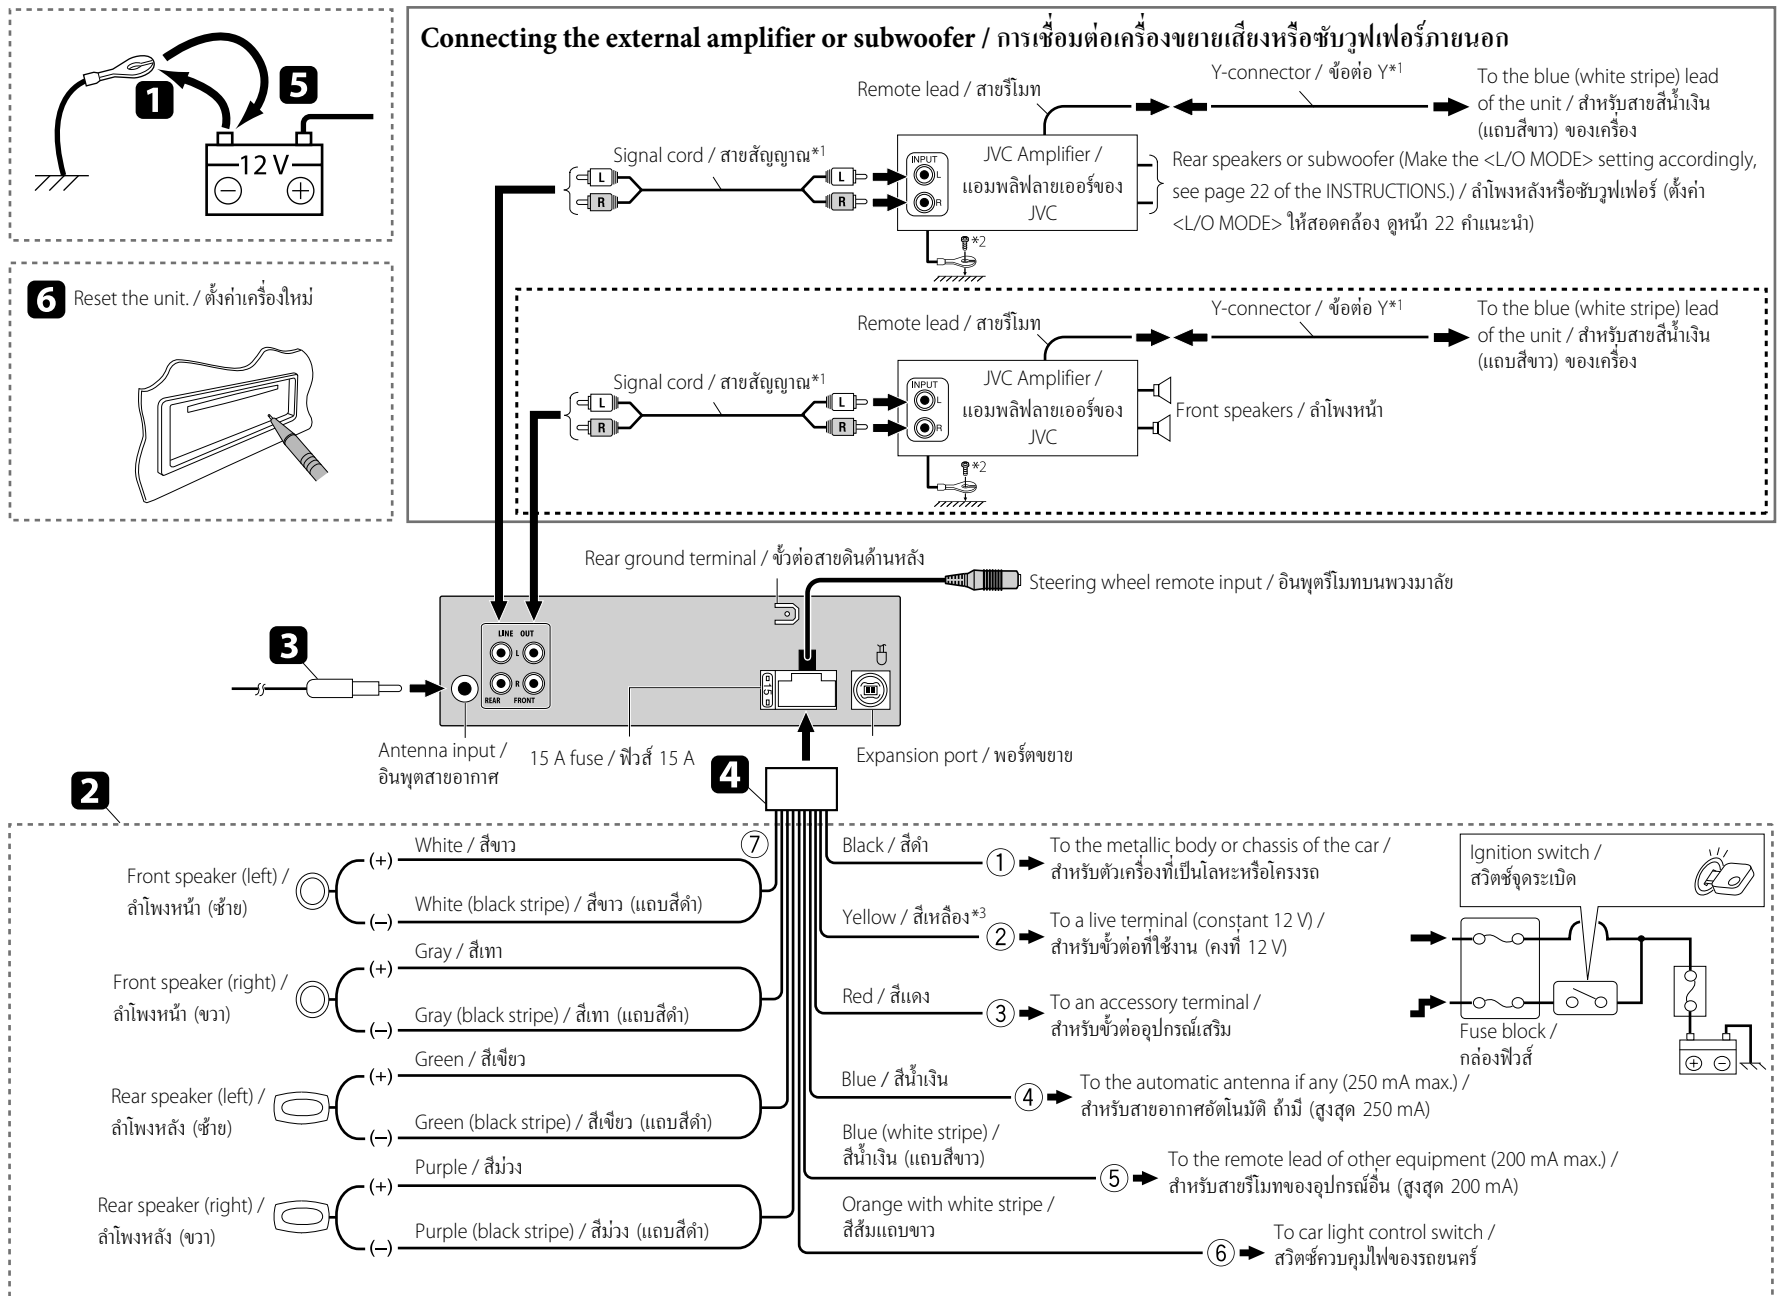 1
5
12 V
6 Reset the unit. / ตั้งค่าเครื่องใหม่
Connecting the external amplifier or subwoofer / การเชื่อมต่อเครื่องขยายเสียงหรือซับวูฟเฟอร์ภายนอก
Remote lead / สายรีโมท
Y-connector / ข้อต่อ Y*1
To the blue (white stripe) lead
of the unit / สำหรับสายสีน้ำเงิน
(แถบสีขาว) ของเครื่อง
Signal cord / สายสัญญาณ*1
L
R
L
R
INPUT
L
R
JVC Amplifier /
แอมพลิฟลายเออร์ของ
JVC
Rear speakers or subwoofer (Make the <L/O MODE> setting accordingly,
see page 22 of the INSTRUCTIONS.) / ลำโพงหลังหรือซับวูฟเฟอร์ (ตั้งค่า
<L/O MODE> ให้สอดคล้อง ดูหน้า 22 คำแนะนำ)
*2
Remote lead / สายรีโมท
Y-connector / ข้อต่อ Y*1
To the blue (white stripe) lead
of the unit / สำหรับสายสีน้ำเงิน
(แถบสีขาว) ของเครื่อง
Signal cord / สายสัญญาณ*1
L
R
L
R
INPUT
L
R
JVC Amplifier /
แอมพลิฟลายเออร์ของ
JVC
Front speakers / ลำโพงหน้า
*2
Rear ground terminal / ขั้วต่อสายดินด้านหลัง
Steering wheel remote input / อินพุตรีโมทบนพวงมาลัย
3
LINE OUT
L
R
REAR FRONT
15
Antenna input /
อินพุตสายอากาศ
15 A fuse / ฟิวส์ 15 A
4
Expansion port / พอร์ตขยาย
2
Front speaker (left) /
ลำโพงหน้า (ซ้าย)
(+)
White / สีขาว
(–)
White (black stripe) / สีขาว (แถบสีดำ)
⑦
Front speaker (right) /
ลำโพงหน้า (ขวา)
(+)
Gray / สีเทา
(–)
Gray (black stripe) / สีเทา (แถบสีดำ)
Rear speaker (left) /
ลำโพงหลัง (ซ้าย)
(+)
Green / สีเขียว
(–)
Green (black stripe) / สีเขียว (แถบสีดำ)
Rear speaker (right) /
ลำโพงหลัง (ขวา)
(+)
Purple / สีม่วง
(–)
Purple (black stripe) / สีม่วง (แถบสีดำ)
Black / สีดำ
①
To the metallic body or chassis of the car /
สำหรับตัวเครื่องที่เป็นโลหะหรือโครงรถ
Yellow / สีเหลือง*3
②
To a live terminal (constant 12 V) /
สำหรับขั้วต่อที่ใช้งาน (คงที่ 12 V)
Red / สีแดง
③
To an accessory terminal /
สำหรับขั้วต่ออุปกรณ์เสริม
Blue / สีน้ำเงิน
④
To the automatic antenna if any (250 mA max.) /
สำหรับสายอากาศอัตโนมัติ ถ้ามี (สูงสุด 250 mA)
Blue (white stripe) /
สีน้ำเงิน (แถบสีขาว)
⑤
To the remote lead of other equipment (200 mA max.) /
สำหรับสายรีโมทของอุปกรณ์อื่น (สูงสุด 200 mA)
Orange with white stripe /
สีส้มแถบขาว
⑥
To car light control switch /
สวิตซ์ควบคุมไฟของรถยนตร์
Ignition switch /
สวิตช์จุดระเบิด
Fuse block /
กล่องฟิวส์